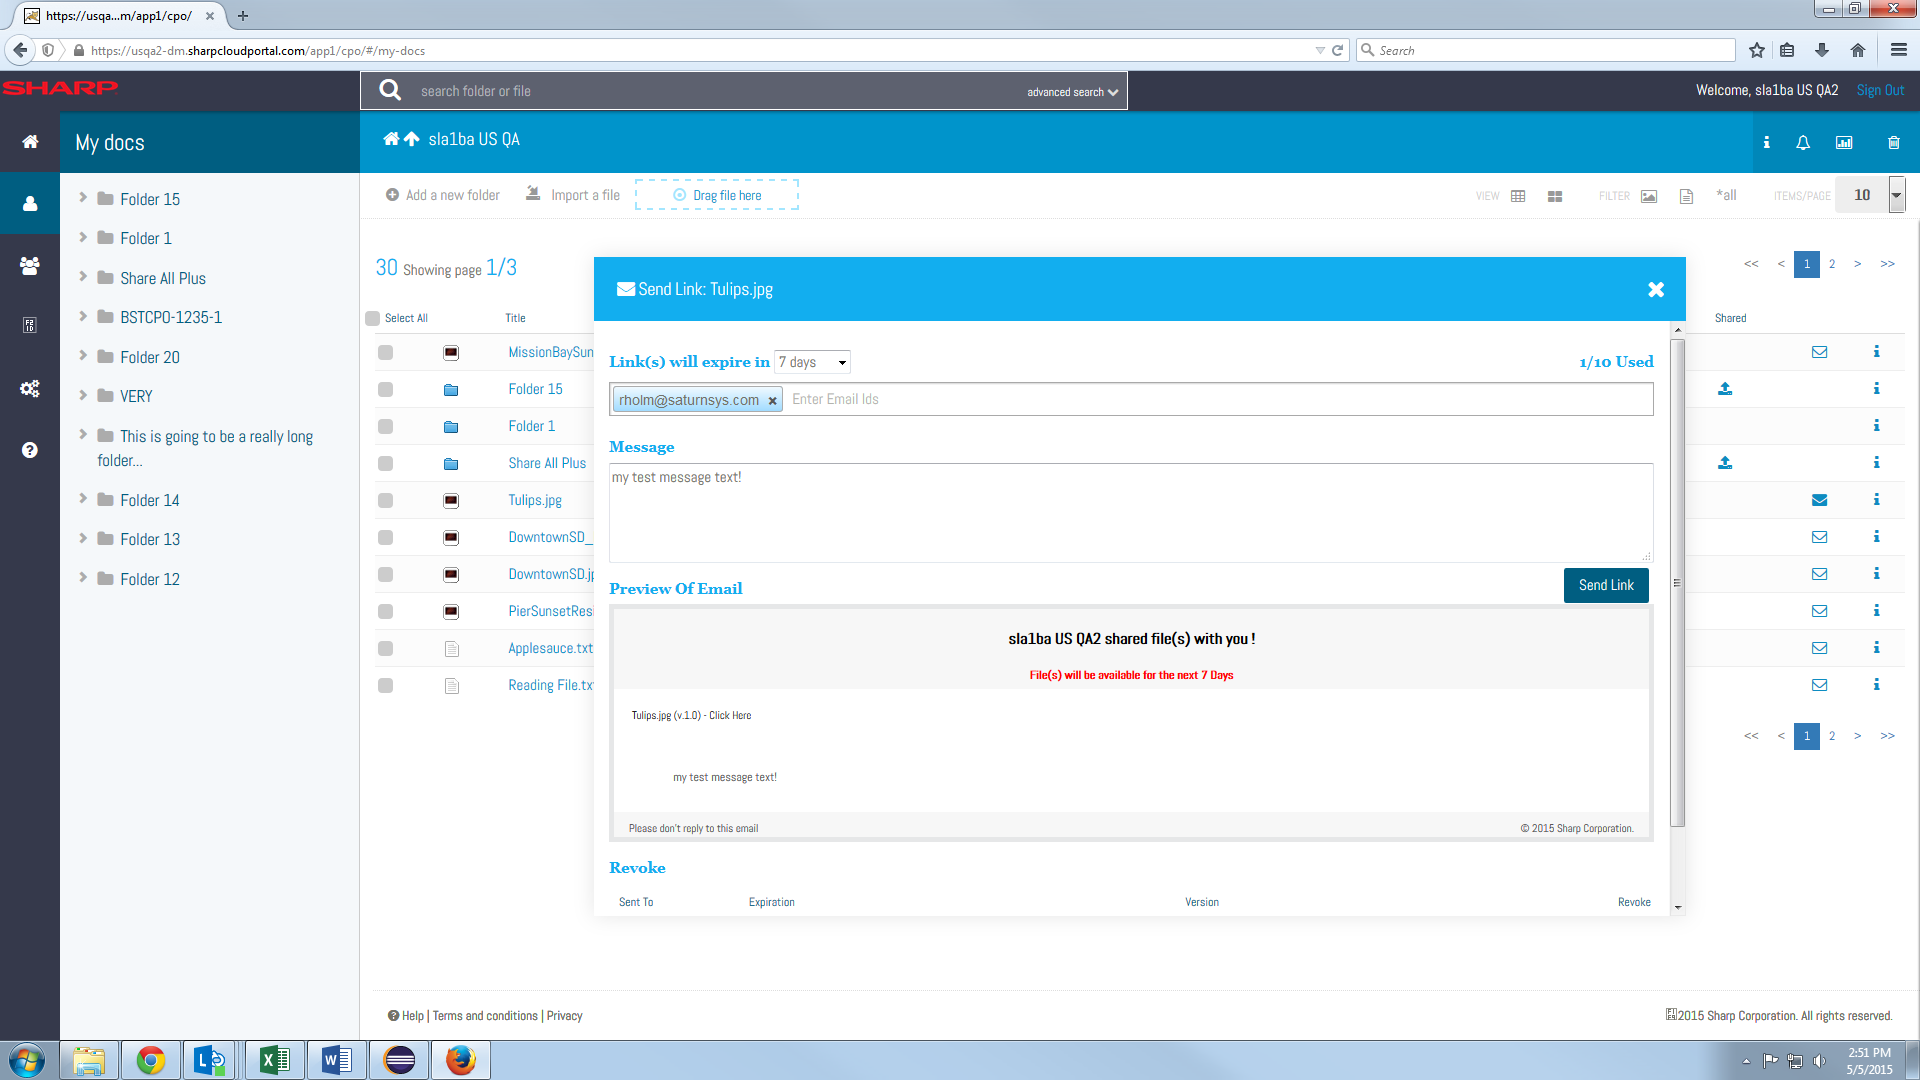 https://usqa...m/app1/cpo/
https://usqa2-dm.sharpcloudportal.com/app1/cpo/#/my-docs
Search
SHARP
search folder or file
advanced search
Welcome, sla1ba US QA2
Sign Out
My docs
sla1ba US QA
Folder 15
Folder 1
Share All Plus
BSTCPO-1235-1
Folder 20
VERY
This is going to be a really long
folder...
Folder 14
Folder 13
Folder 12
Add a new folder
Import a file
Drag file here
VIEW
FILTER
*all
ITEMS/PAGE
10
30 Showing page 1/3
<< < 1 2 > >>
Select All
Title
Shared
MissionBaySun
Folder 15
Folder 1
Share All Plus
Tulips.jpg
DowntownSD_
DowntownSD.jp
PierSunsetResi
Applesauce.txt
Reading File.tx
Send Link: Tulips.jpg
Link(s) will expire in 7 days
1/10 Used
rholm@saturnsys.com
Enter Email Ids
Message
my test message text!
Preview Of Email
Send Link
sla1ba US QA2 shared file(s) with you !
File(s) will be available for the next 7 Days
Tulips.jpg (v.1.0) - Click Here
my test message text!
Please don't reply to this email
© 2015 Sharp Corporation.
Revoke
Sent To
Expiration
Version
Revoke
<< < 1 2 > >>
Help | Terms and conditions | Privacy
2015 Sharp Corporation. All rights reserved.
2:51 PM
5/5/2015